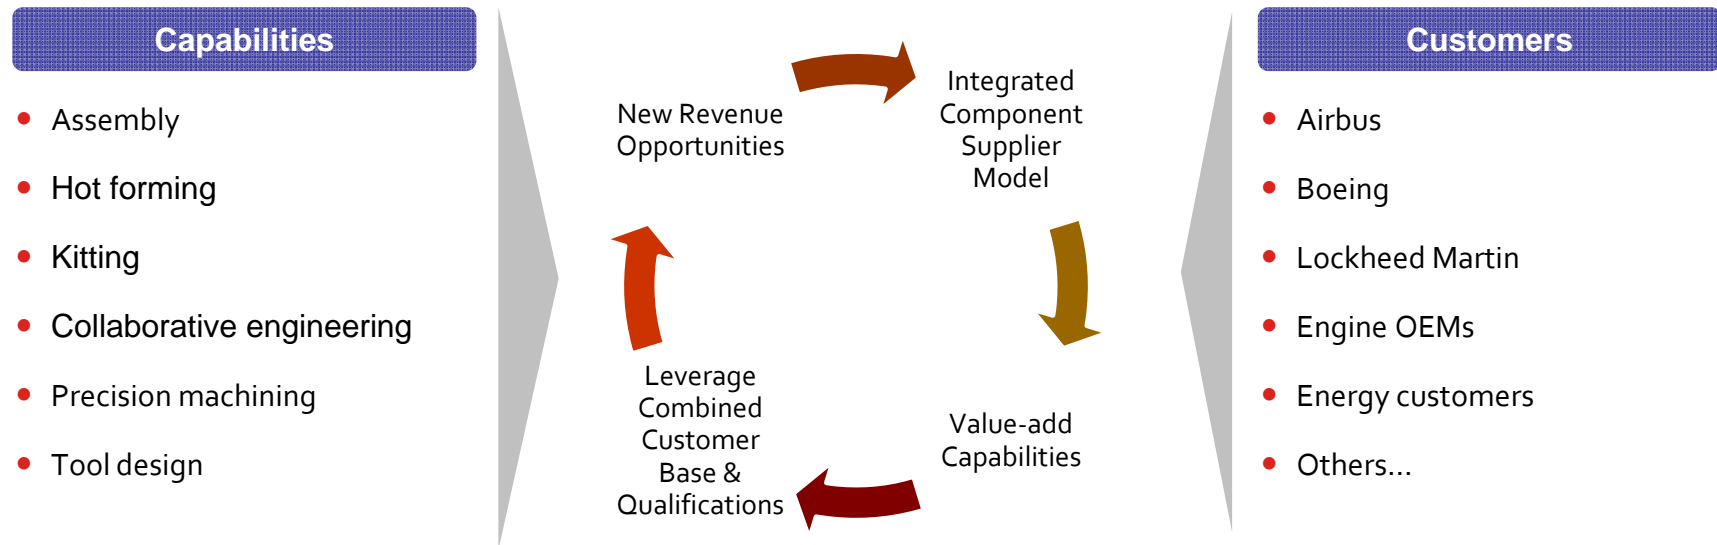 Capabilities
Assembly
Hot forming
Kitting
Collaborative engineering
Precision machining
Tool design
New Revenue
Opportunities
Integrated
Component
Supplier
Model
Leverage
Combined
Customer
Base &
Qualifications
Value-add
Capabilities
Customers
Airbus
Boeing
Lockheed Martin
Engine OEMs
Energy customers
Others...